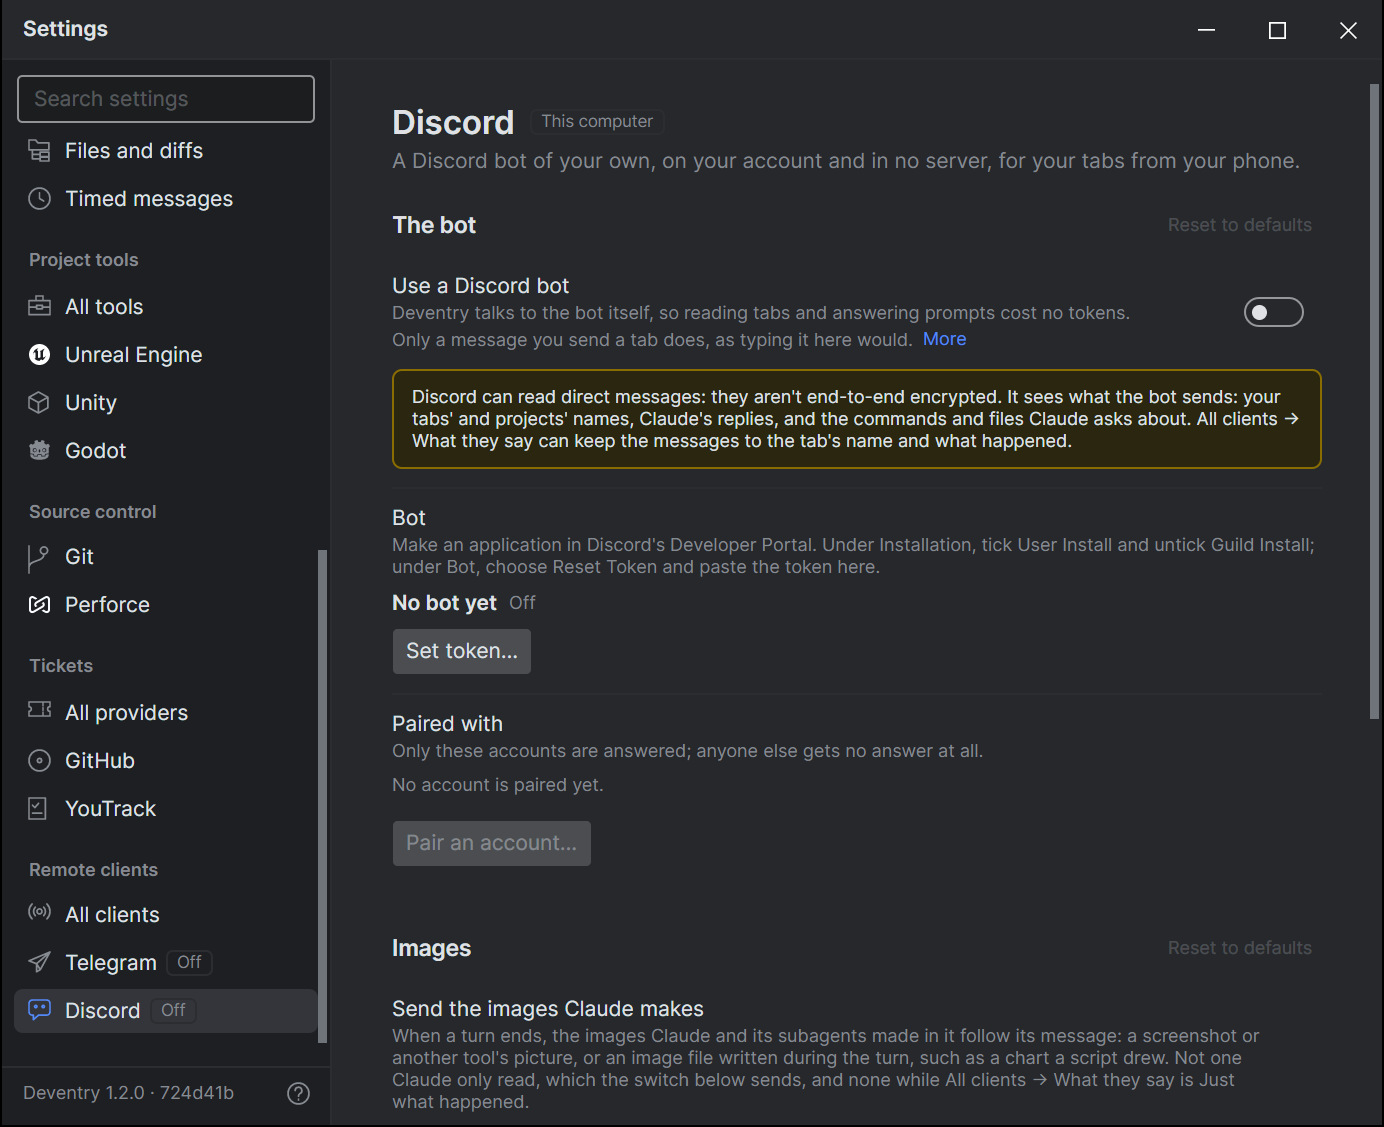 Settings
Search settings
Files and diffs
Timed messages
Project tools
All tools
Unreal Engine
Unity
Godot
Source control
Git
Perforce
Tickets
All providers
GitHub
YouTrack
Remote clients
All clients
Telegram Off
Discord Off
Deventry 1.2.0 · 724d41b
Discord This computer
A Discord bot of your own, on your account and in no server, for your tabs from your phone.
The bot Reset to defaults
Use a Discord bot
Deventry talks to the bot itself, so reading tabs and answering prompts cost no tokens.
Only a message you send a tab does, as typing it here would. More
Discord can read direct messages: they aren't end-to-end encrypted. It sees what the bot sends: your
tabs' and projects' names, Claude's replies, and the commands and files Claude asks about. All clients →
What they say can keep the messages to the tab's name and what happened.
Bot
Make an application in Discord's Developer Portal. Under Installation, tick User Install and untick Guild Install;
under Bot, choose Reset Token and paste the token here.
No bot yet Off
Set token...
Paired with
Only these accounts are answered; anyone else gets no answer at all.
No account is paired yet.
Pair an account...
Images Reset to defaults
Send the images Claude makes
When a turn ends, the images Claude and its subagents made in it follow its message: a screenshot or
another tool's picture, or an image file written during the turn, such as a chart a script drew. Not one
Claude only read, which the switch below sends, and none while All clients → What they say is Just
what happened.